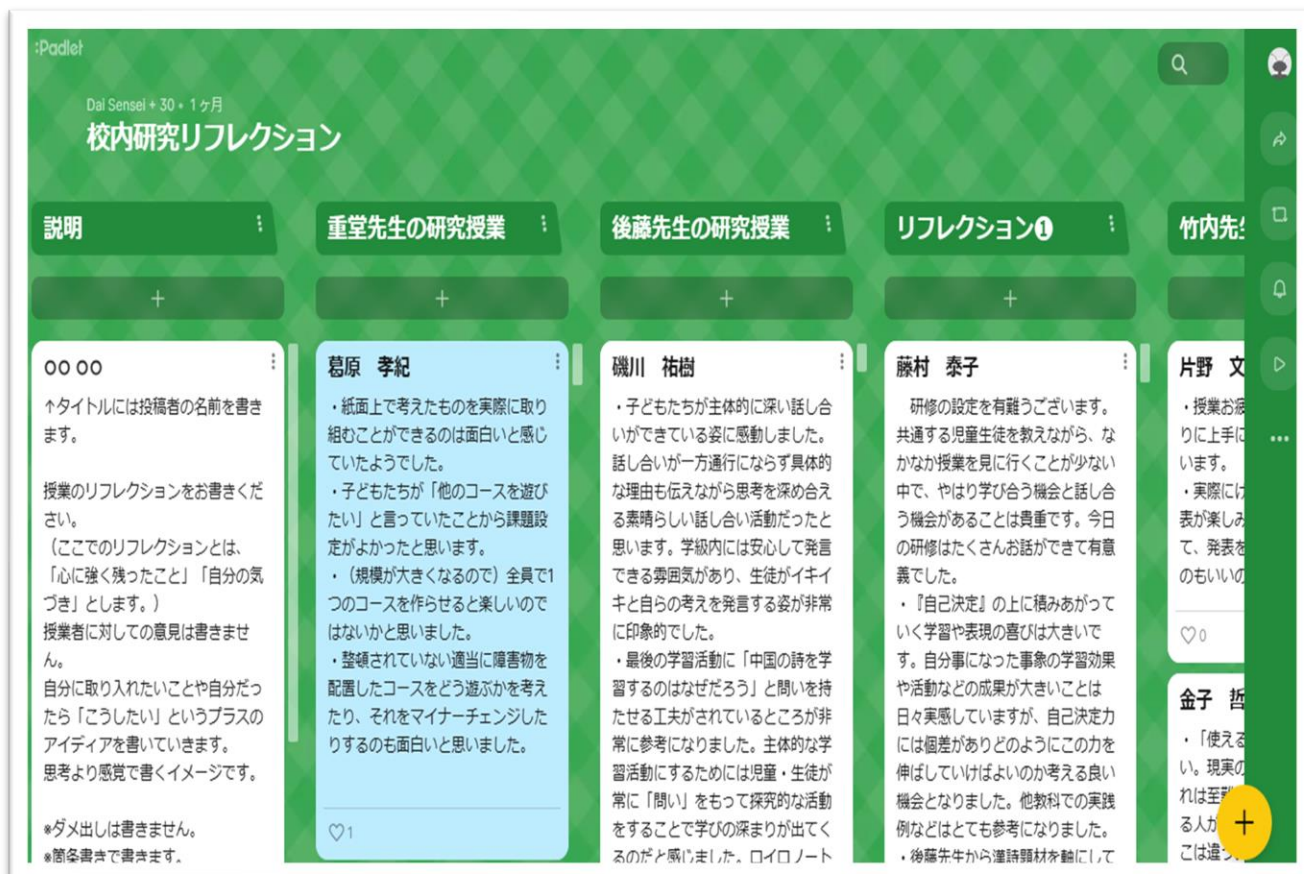 :Padlet
Dai Sensei + 30 • 1ヶ月
校内研究リフレクション
説明
○○ ○○
↑タイトルには投稿者の名前を書き
ます。
授業のリフレクションをお書きくだ
さい。
(ここでのリフレクションとは、
「心に強く残ったこと」「自分の気
づき」とします。)
授業者に対しての意見は書きませ
ん。
自分に取り入れたいことや自分だっ
たら「こうしたい」というプラスの
アイディアを書いていきます。
思考より感覚で書くイメージです。
※ダメ出しは書きません。
※箇条書きで書きます。
重堂先生の研究授業
葛原 孝紀
・紙面上で考えたものを実際に取り
組むことができるのは面白いと感じ
ていたようでした。
・子どもたちが「他のコースを遊び
たい」と言っていたことから課題設
定がよかったと思います。
・(規模が大きくなるので)全員で1
つのコースを作らせると楽しいので
はないかと思いました。
・整頓されていない適当に障害物を
配置したコースをどう遊ぶかを考え
たり、それをマイナーチェンジした
りするのも面白いと思いました。
♡1
後藤先生の研究授業
磯川 祐樹
・子どもたちが主体的に深い話し合
いができている姿に感動しました。
話し合いが一方通行にならず具体的
な理由も伝えながら思考を深め合え
る素晴らしい話し合い活動だったと
思います。学級内には安心して発言
できる雰囲気があり、生徒がイキイ
キと自らの考えを発言する姿が非常
に印象的でした。
・最後の学習活動に「中国の詩を学
習するのはなぜだろう」と問いを持
たせる工夫がされているところが非
常に参考になりました。主体的な学
習活動にするためには児童・生徒が
常に「問い」をもって探究的な活動
をすることで学びの深まりが出てく
るのだと感じました。ロイロノート
リフレクション❶
藤村 泰子
研修の設定を有難うございます。
共通する児童生徒を教えながら、な
かなか授業を見に行くことが少ない
中で、やはり学び合う機会と話し合
う機会があることは貴重です。今日
の研修はたくさんお話ができて有意
義でした。
・『自己決定』の上に積みあがって
いく学習や表現の喜びは大きいで
す。自分事になった事象の学習効果
や活動などの成果が大きいことは
日々実感していますが、自己決定力
には個差がありどのようにこの力を
伸ばしていけばよいのか考える良い
機会となりました。他教科での実践
例などはとても参考になりました。
・後藤先生から漢詩題材を軸にして
竹内先生
片野 文
・授業お疲
りに上手に
います。
・実際にけ
表が楽しみ
て、発表を
のもいいの
♡0
金子 哲
・「使える
い。現実の
れは至難
る人が
こは違う